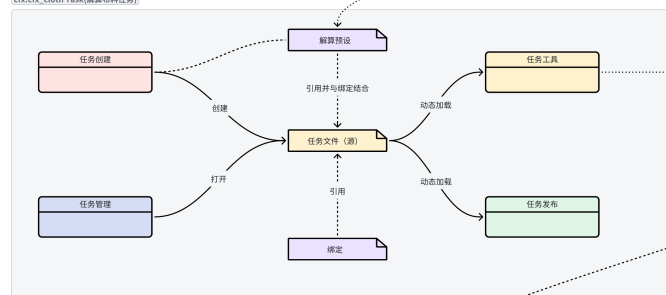 cfx.cfx_cloth Task(解算布料任务)
解算预设
任务创建
任务工具
引用并与绑定结合
创建
动态加载
任务文件（源）
打开
引用
动态加载
任务管理
任务发布
绑定